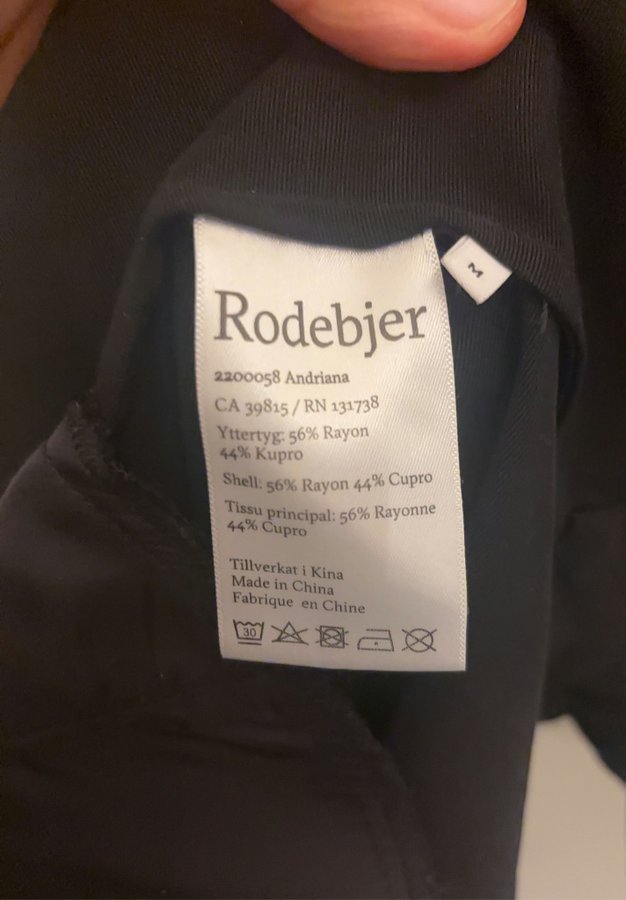 Rodebjer
M
2200058 Andriana
CA 39815 / RN 131738
Yttertyg: 56% Rayon
44% Kupro
Shell: 56% Rayon 44% Cupro
Tissu principal: 56% Rayonne
44% Cupro
Tillverkat i Kina
Made in China
Fabrique en Chine
30